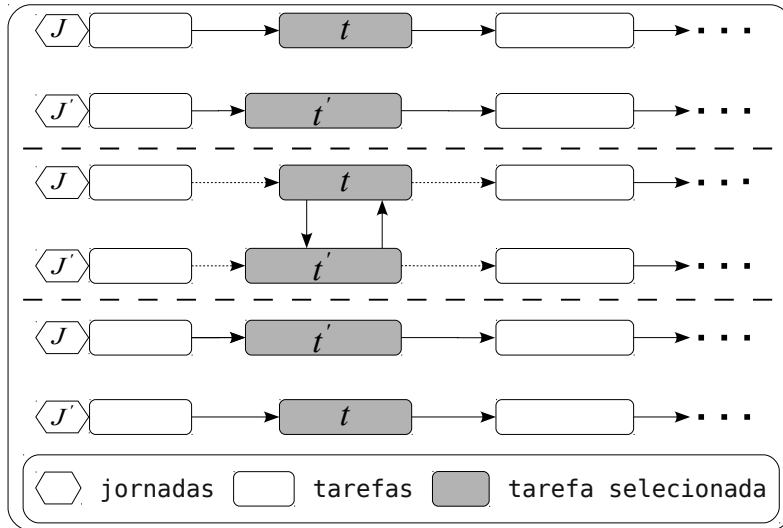 J t . . .
J' t' . . .
J t . . .
J' t' . . .
J t' . . .
J' t . . .
jornadas tarefas tarefa selecionada